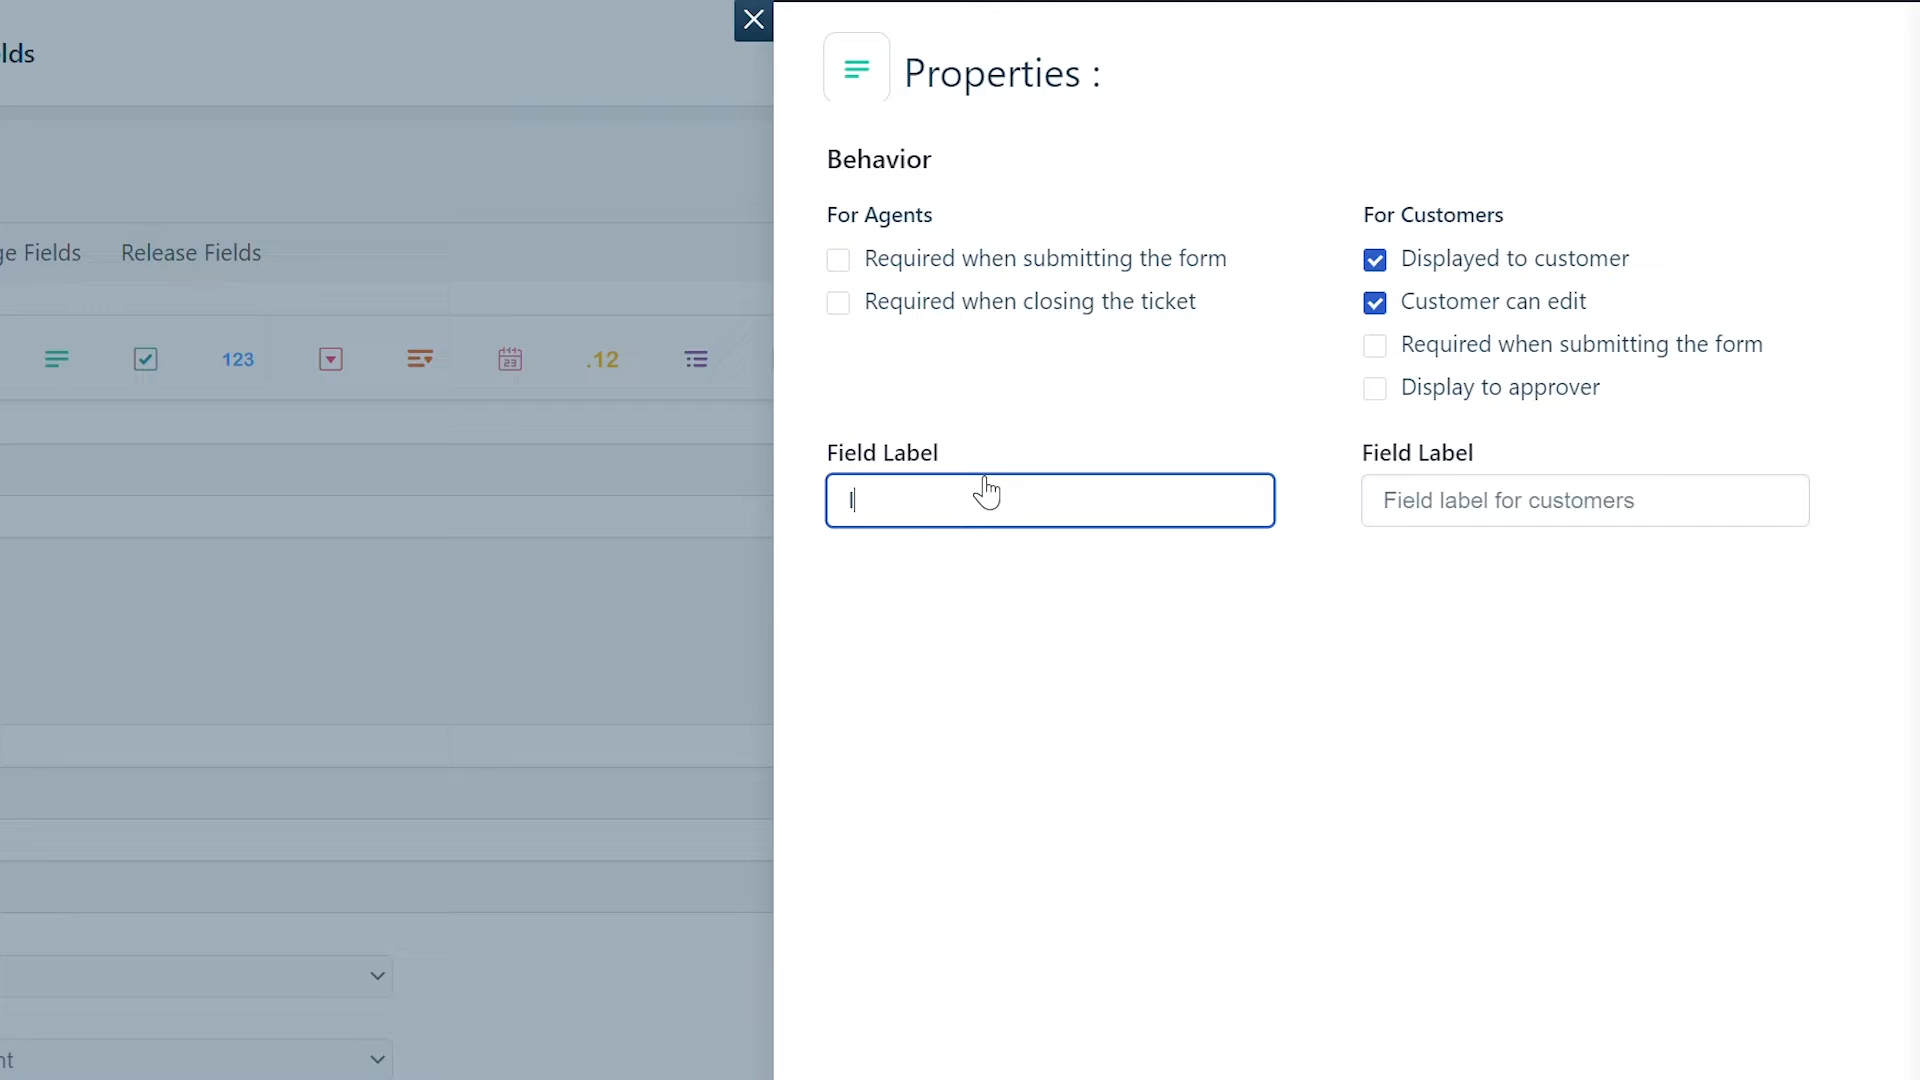 lds
Properties :
Behavior
For Agents
For Customers
Required when submitting the form
Displayed to customer
Required when closing the ticket
Customer can edit
Required when submitting the form
Display to approver
ge Fields
Release Fields
123
23
.12
Field Label
Field Label
Field label for customers
nt